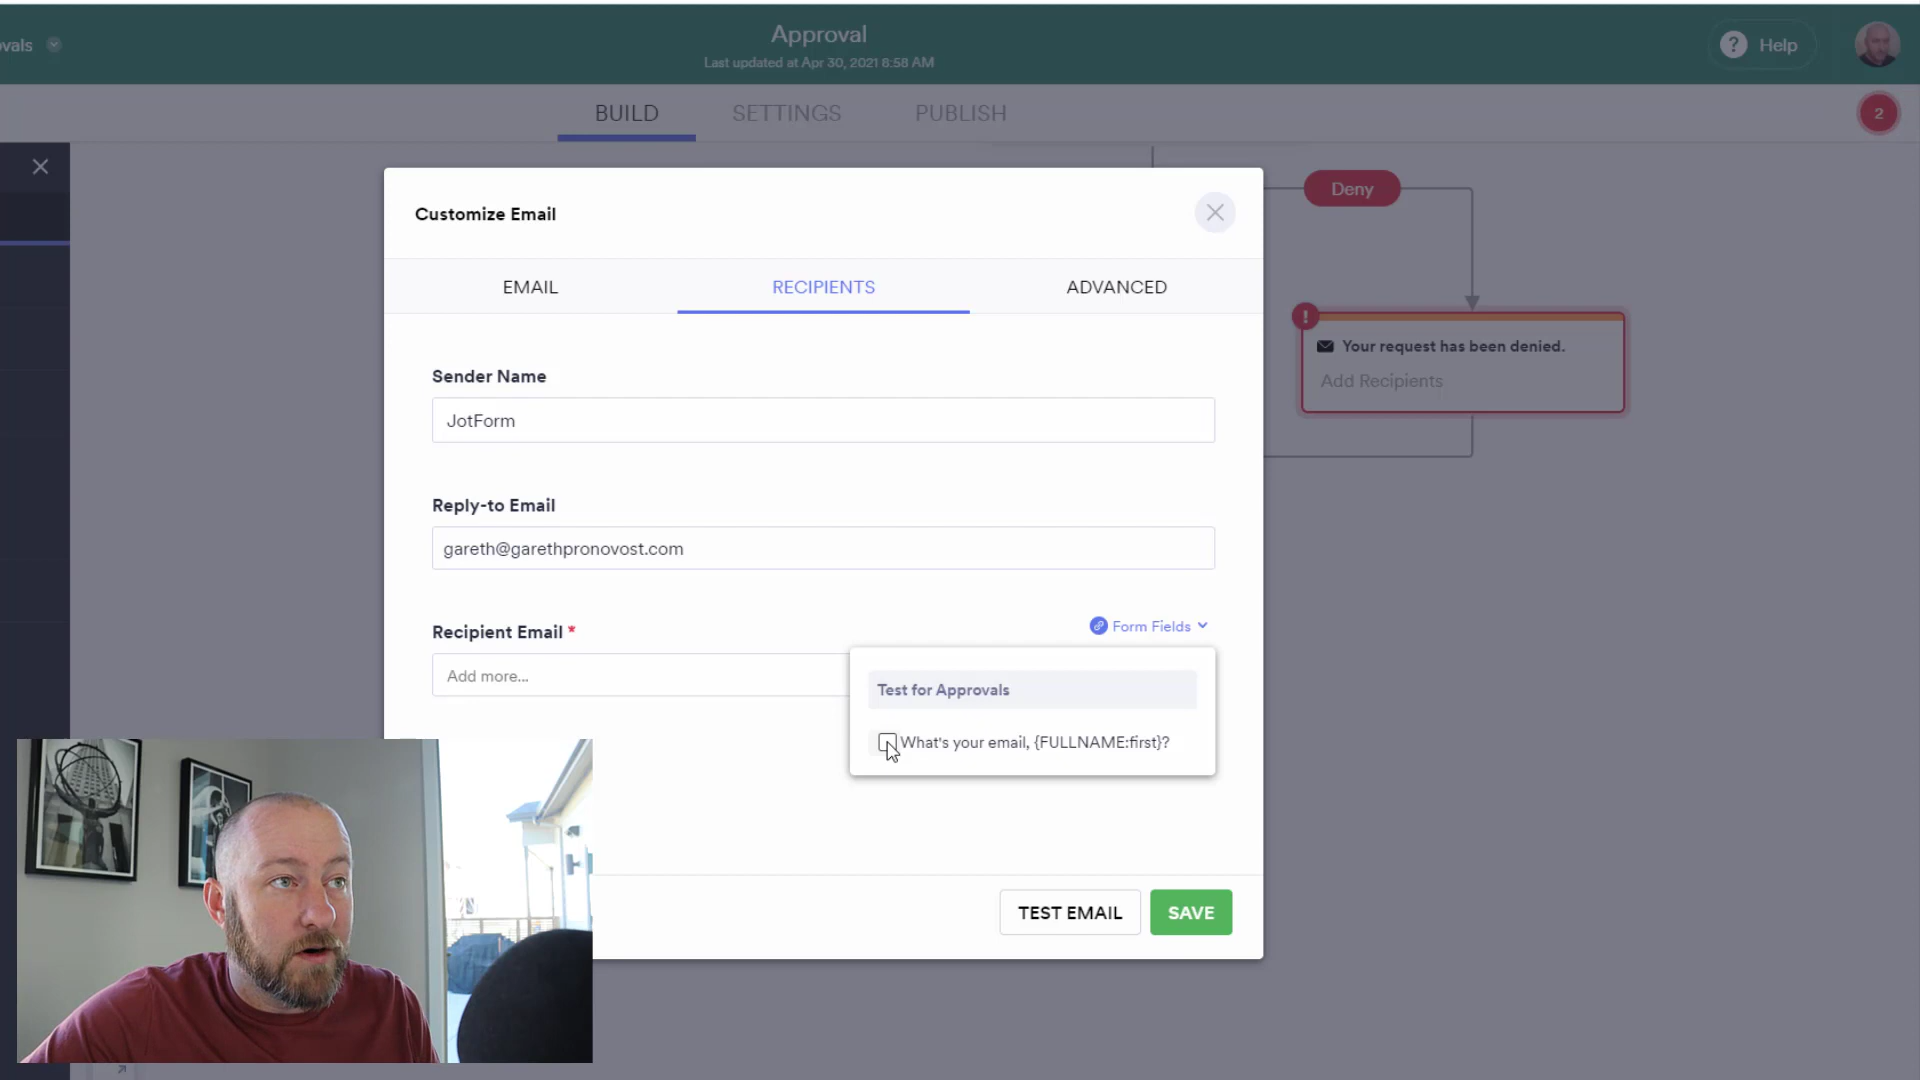 vals
Approval
Last updated at Apr 30, 2021 8:58 AM
? Help
BUILD
SETTINGS
PUBLISH
2
Deny
Customize Email
EMAIL
RECIPIENTS
ADVANCED
!
Your request has been denied.
Add Recipients
Sender Name
JotForm
Reply-to Email
gareth@garethpronovost.com
Recipient Email *
Form Fields
Add more...
Test for Approvals
What's your email, {FULLNAME:first}?
TEST EMAIL
SAVE